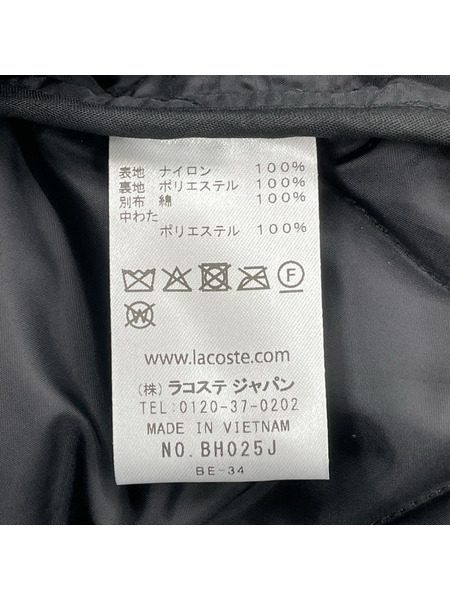 表地 ナイロン 100%
裏地 ポリエステル 100%
別布 綿 100%
中わた
ポリエステル 100%
F
W
www.lacoste.com
(株) ラコステ ジャパン
TEL:0120-37-0202
MADE IN VIETNAM
NO. BH025J
BE-34